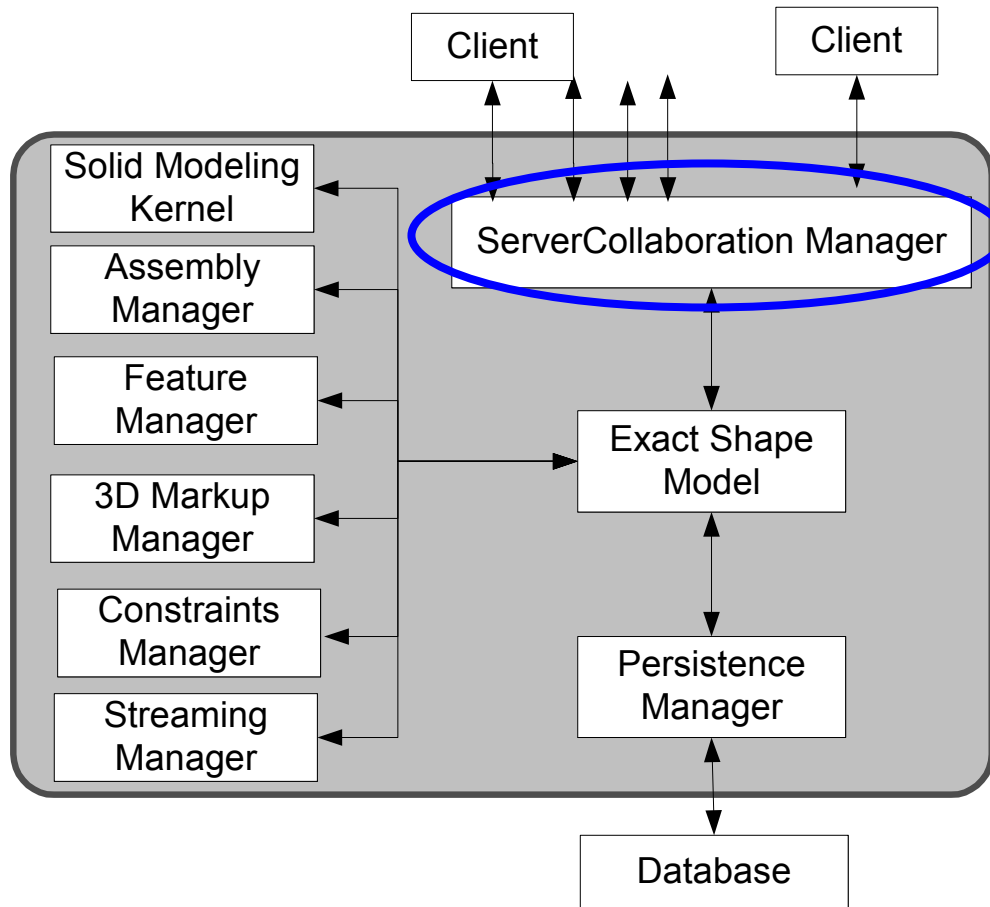 Client
Client
Solid Modeling
Kernel
ServerCollaboration Manager
Assembly
Manager
Feature
Manager
Exact Shape
Model
3D Markup
Manager
Constraints
Manager
Persistence
Manager
Streaming
Manager
Database